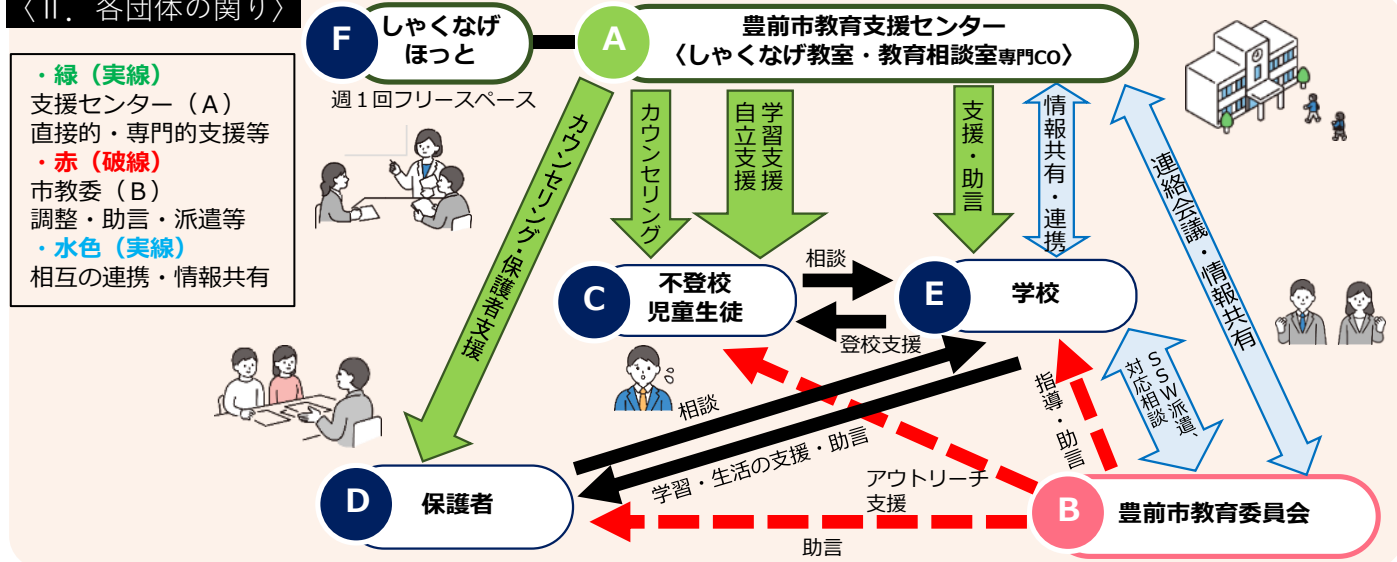 〈Ⅱ. 各団体の関り〉
・緑（実線）
支援センター（A）
直接的・専門的支援等
・赤（破線）
市教委（B）
調整・助言・派遣等
・水色（実線）
相互の連携・情報共有
F
しゃくなげ
ほっと
週１回フリースペース
A
豊前市教育支援センター
〈しゃくなげ教室・教育相談室専門CO〉
カウンセリング・保護者支援
カウンセリング
学習支援
自立支援
支援・助言
情報共有・連携
連絡会議・情報共有
C
不登校
児童生徒
相談
登校支援
E
学校
相談
学習・生活の支援・助言
指導・助言
SSW派遣、
対応相談
アウトリーチ
支援
D
保護者
助言
B
豊前市教育委員会